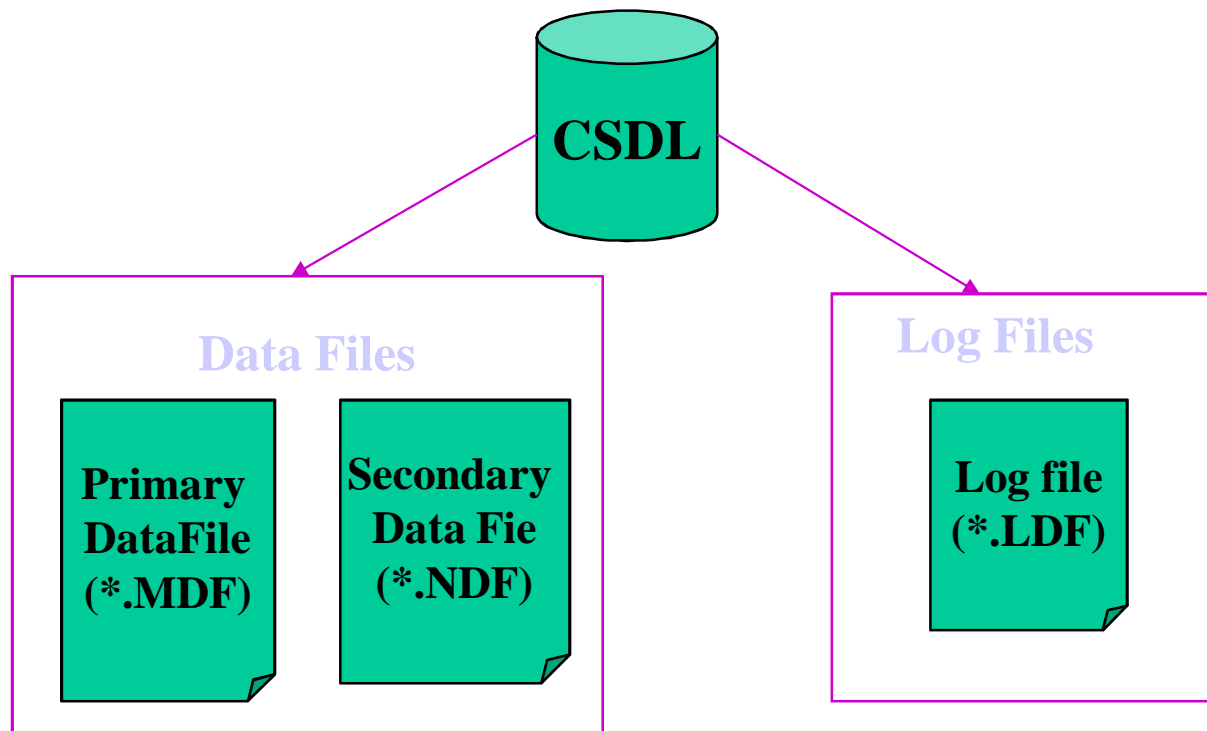 CSDL
Data Files
Log Files
Primary
DataFile
(*.MDF)
Secondary
Data Fie
(*.NDF)
Log file
(*.LDF)